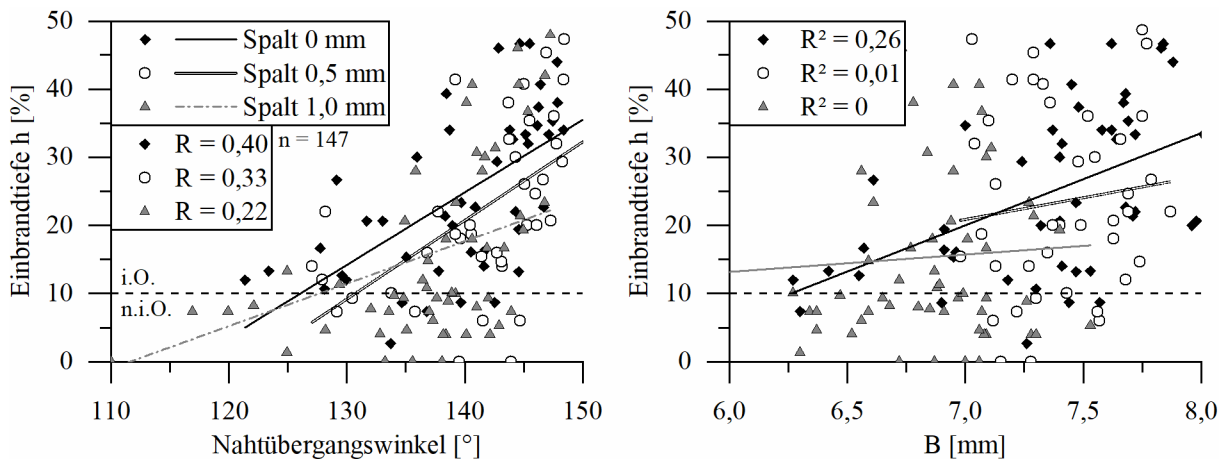 50
40
30
20
10
0
Einbrandtiefe h [%]
Spalt 0 mm
Spalt 0,5 mm
Spalt 1,0 mm
R = 0,40
n = 147
R = 0,33
R = 0,22
i.O.
n.i.O.
110
120
130
140
150
Nahtübergangswinkel [°]
50
40
30
20
10
0
Einbrandtiefe h [%]
R² = 0,26
R² = 0,01
R² = 0
6,0
6,5
7,0
7,5
8,0
B [mm]